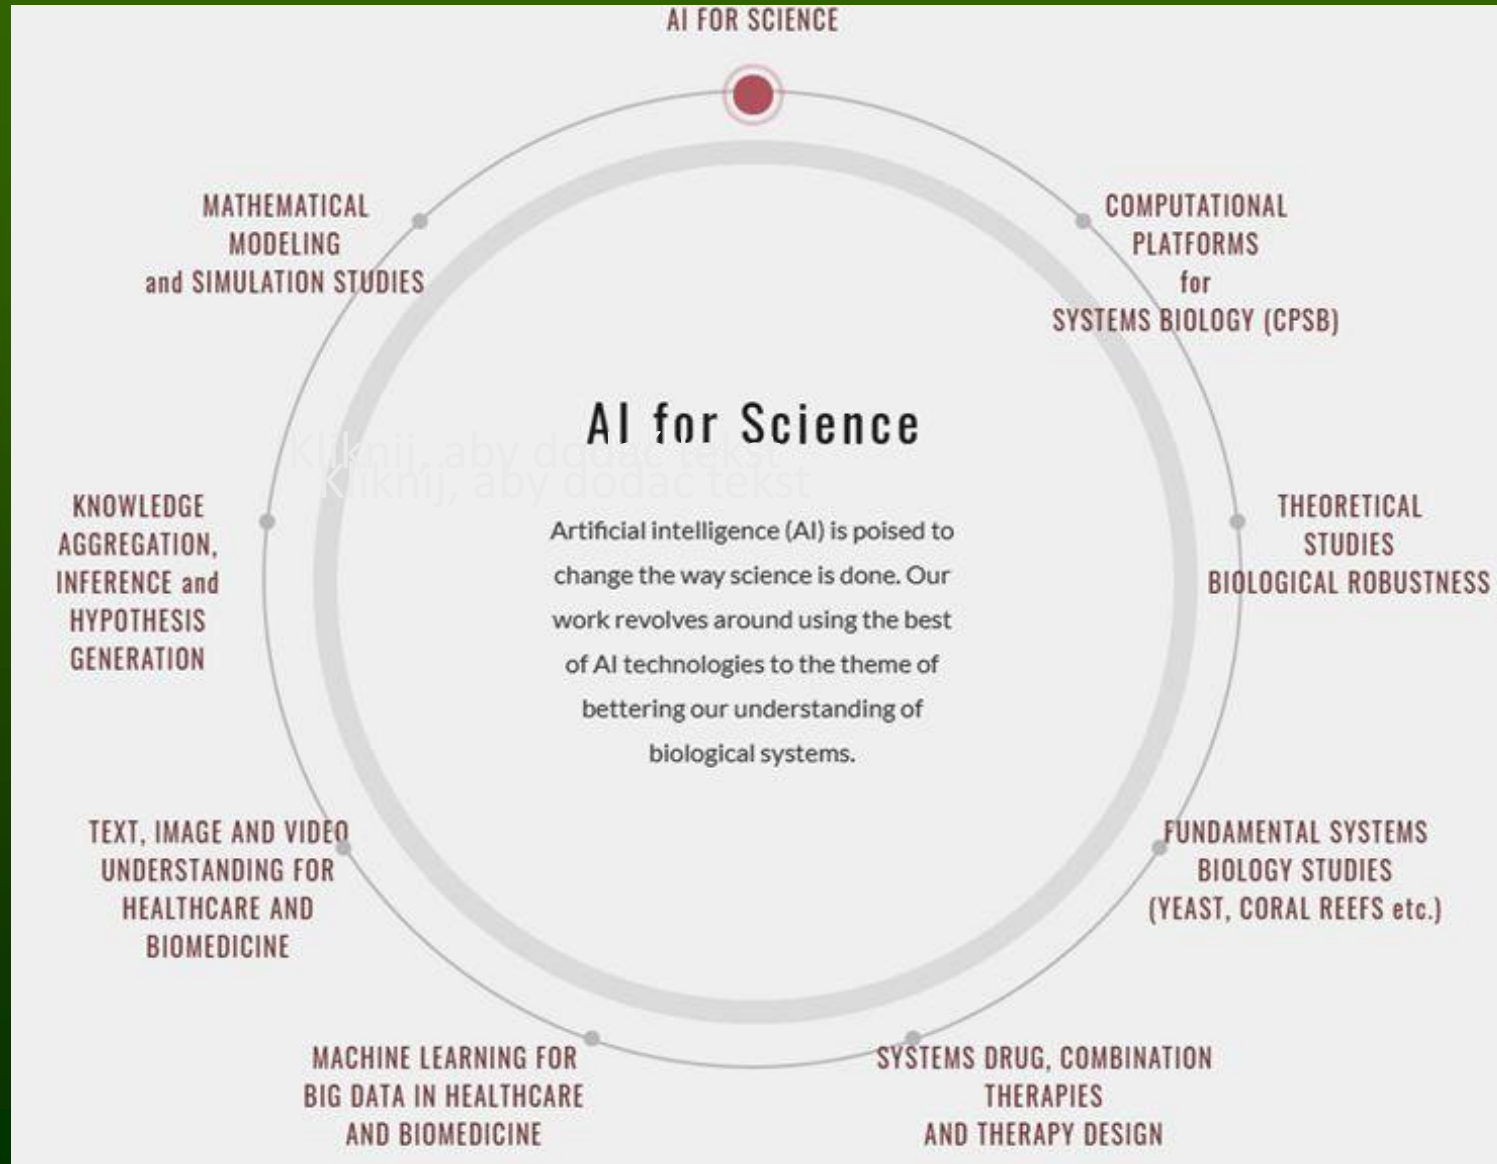 AI FOR SCIENCE
MATHEMATICAL
MODELING
and SIMULATION STUDIES
COMPUTATIONAL
PLATFORMS
for
SYSTEMS BIOLOGY (CPSB)
AI for Science
Kliknij, aby dodać tekst
Kliknij, aby dodać tekst
KNOWLEDGE
AGGREGATION,
INFERENCE and
HYPOTHESIS
GENERATION
Artificial intelligence (AI) is poised to
change the way science is done. Our
work revolves around using the best
of AI technologies to the theme of
bettering our understanding of
biological systems.
THEORETICAL
STUDIES
BIOLOGICAL ROBUSTNESS
TEXT, IMAGE AND VIDEO
UNDERSTANDING FOR
HEALTHCARE AND
BIOMEDICINE
FUNDAMENTAL SYSTEMS
BIOLOGY STUDIES
(YEAST, CORAL REEFS etc.)
MACHINE LEARNING FOR
BIG DATA IN HEALTHCARE
AND BIOMEDICINE
SYSTEMS DRUG, COMBINATION
THERAPIES
AND THERAPY DESIGN